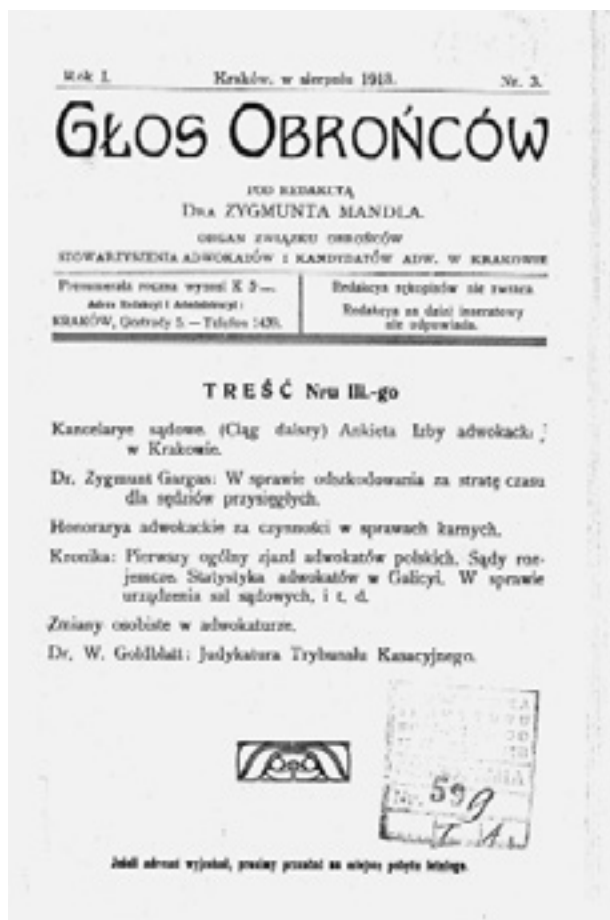 Rok I. Kraków, w sierpniu 1913. Nr. 3.
GŁOS OBROŃCÓW
POD REDAKCYĄ
DRA ZYGMUNTA MANDLA.
ORGAN ZWIĄZKU OBROŃCÓW
STOWARZYSZENIA ADWOKATÓW I KANDYDATÓW ADW. W KRAKOWIE
Prenumerata roczna wynosi K 5—.
Adres Redakcyi i Administracyi:
KRAKÓW, 5. — Telefon
Redakcya rękopisów nie zwraca
Redakcya za dział inseratowy
nie odpowiada.
TREŚĆ Nru III.-go
Kancelarye sądowe. (Ciąg dalszy) Ankieta Izby adwokacki
w Krakowie.
Dr. Zygmunt Gargas: W sprawie odszkodowania za stratę czasu
dla sędziów przysięgłych.
Honorarya adwokackie za czynności w sprawach karnych.
Kronika: Pierwszy ogólny zjazd adwokatów polskich. Sądy roz-
jemcze. Statystyka adwokatów w Galicyi. W sprawie
urządzenia sal sądowych, i t. d.
Zmiany osobiste w adwokaturze.
Dr. W. Goldblatt: Judykatura Trybunału Kasacyjnego.
Nr. 599
Jeżeli adresat wyjechał, prosimy przesłać na miejsce pobytu letniego.